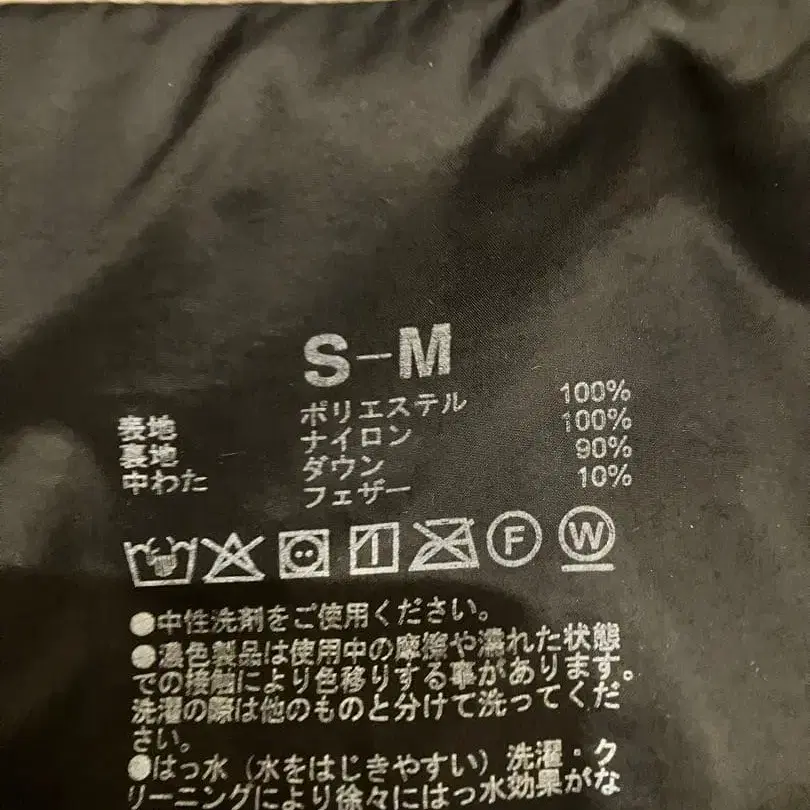 S-M
表地 ポリエステル 100%
裏地 ナイロン 100%
中わた ダウン 90%
フェザー 10%
F W
●中性洗剤をご使用ください。
●濃色製品は使用中の摩擦や濡れた状態
での接触により色移りする事があります。
洗濯の際は他のものと分けて洗ってくだ
さい。
●はっ水（水をはじきやすい）洗濯・ク
リーニングにより徐々にはっ水効果がな